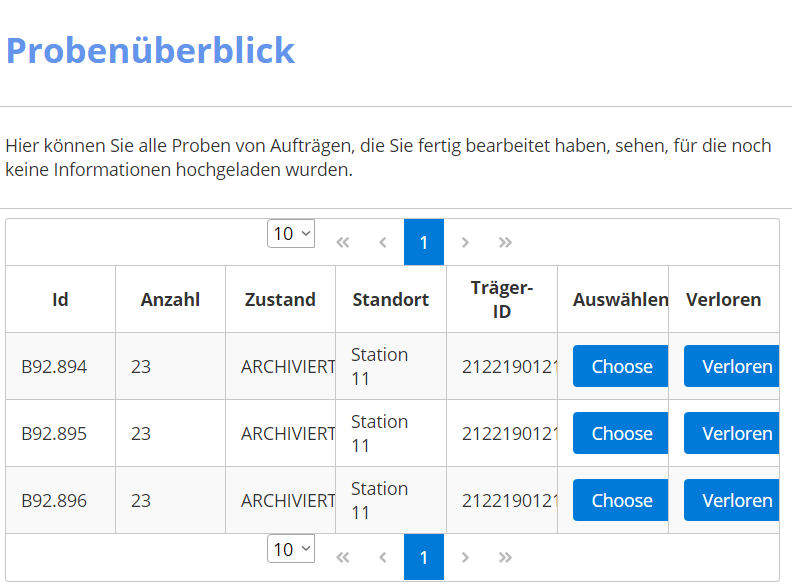 Probenüberblick
Hier können Sie alle Proben von Aufträgen, die Sie fertig bearbeitet haben, sehen, für die noch
keine Informationen hochgeladen wurden.
10 « ‹ 1 › »
Id Anzahl Zustand Standort Träger-
ID Auswählen Verloren
B92.894 23 ARCHIVIERT Station
11 2122190121 Choose Verloren
B92.895 23 ARCHIVIERT Station
11 2122190121 Choose Verloren
B92.896 23 ARCHIVIERT Station
11 2122190121 Choose Verloren
10 « ‹ 1 › »